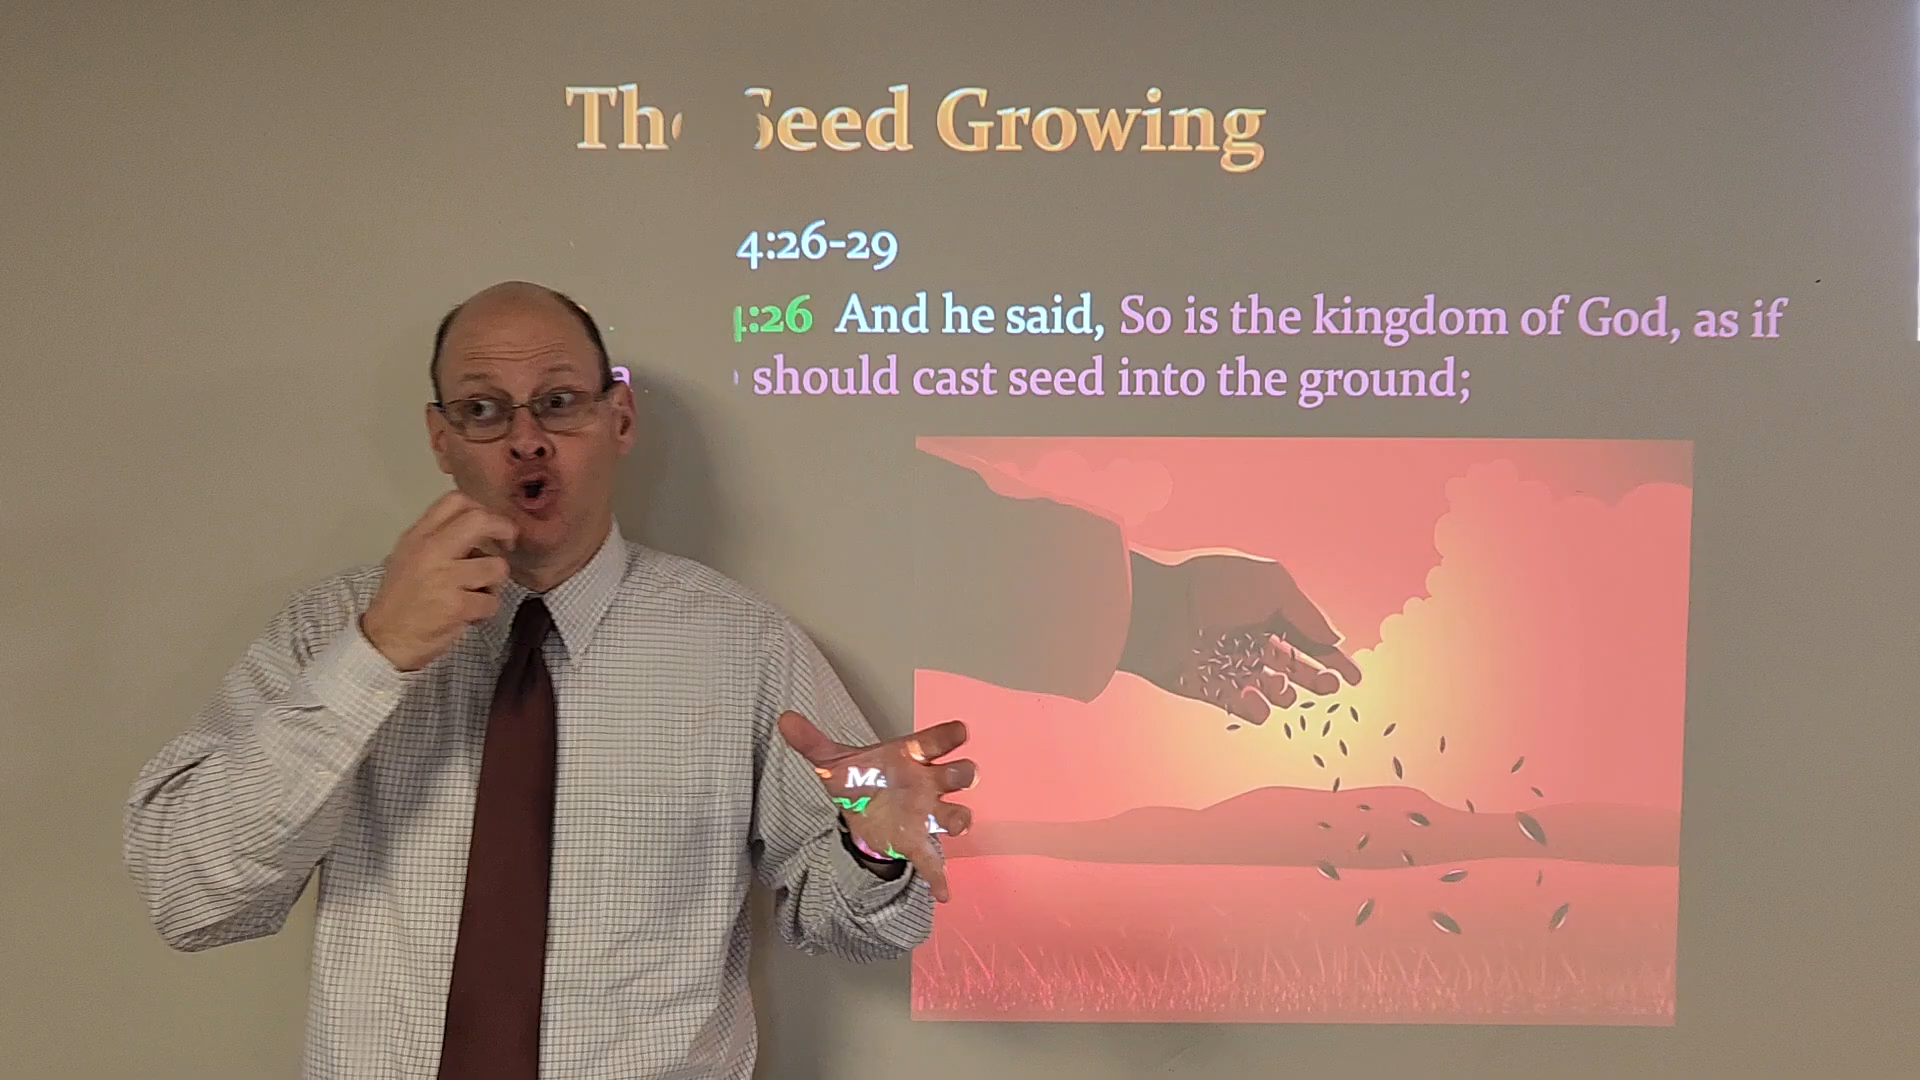 The Seed Growing
4:26-29
4:26 And he said, So is the kingdom of God, as if
a should cast seed into the ground;